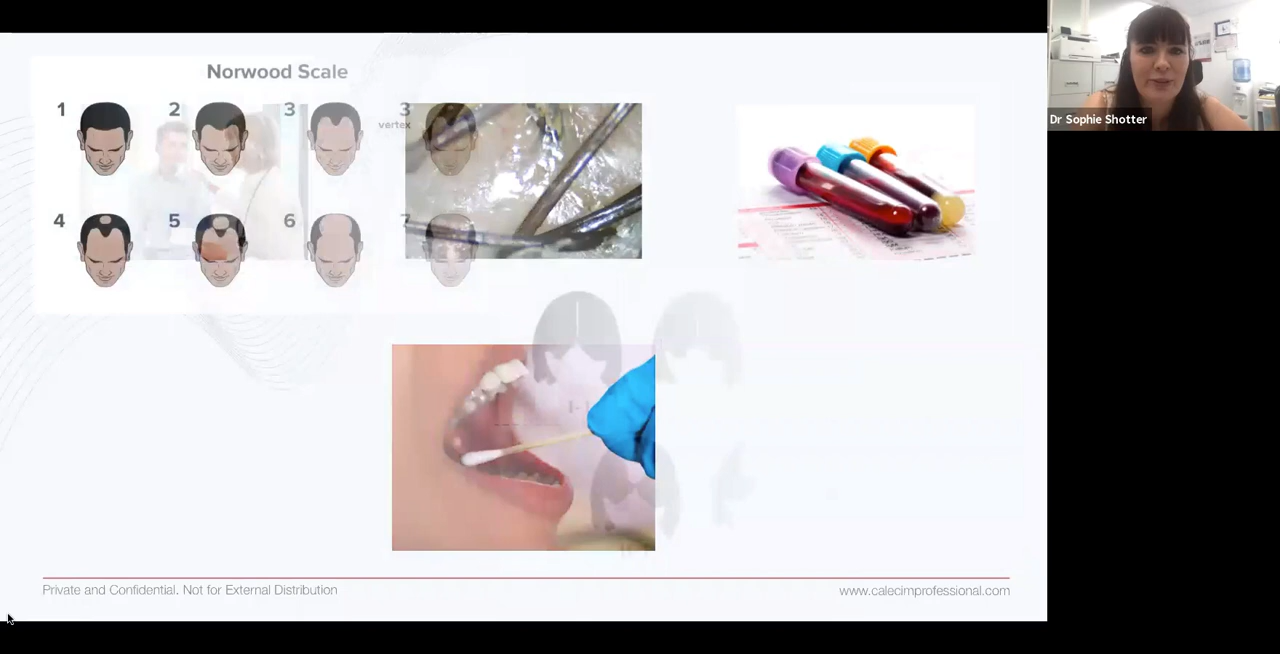 Norwood Scale
1
2
3
3
vertex
4
5
6
7
Dr Sophie Shotter
Private and Confidential. Not for External Distribution
www.calecimprofessional.com